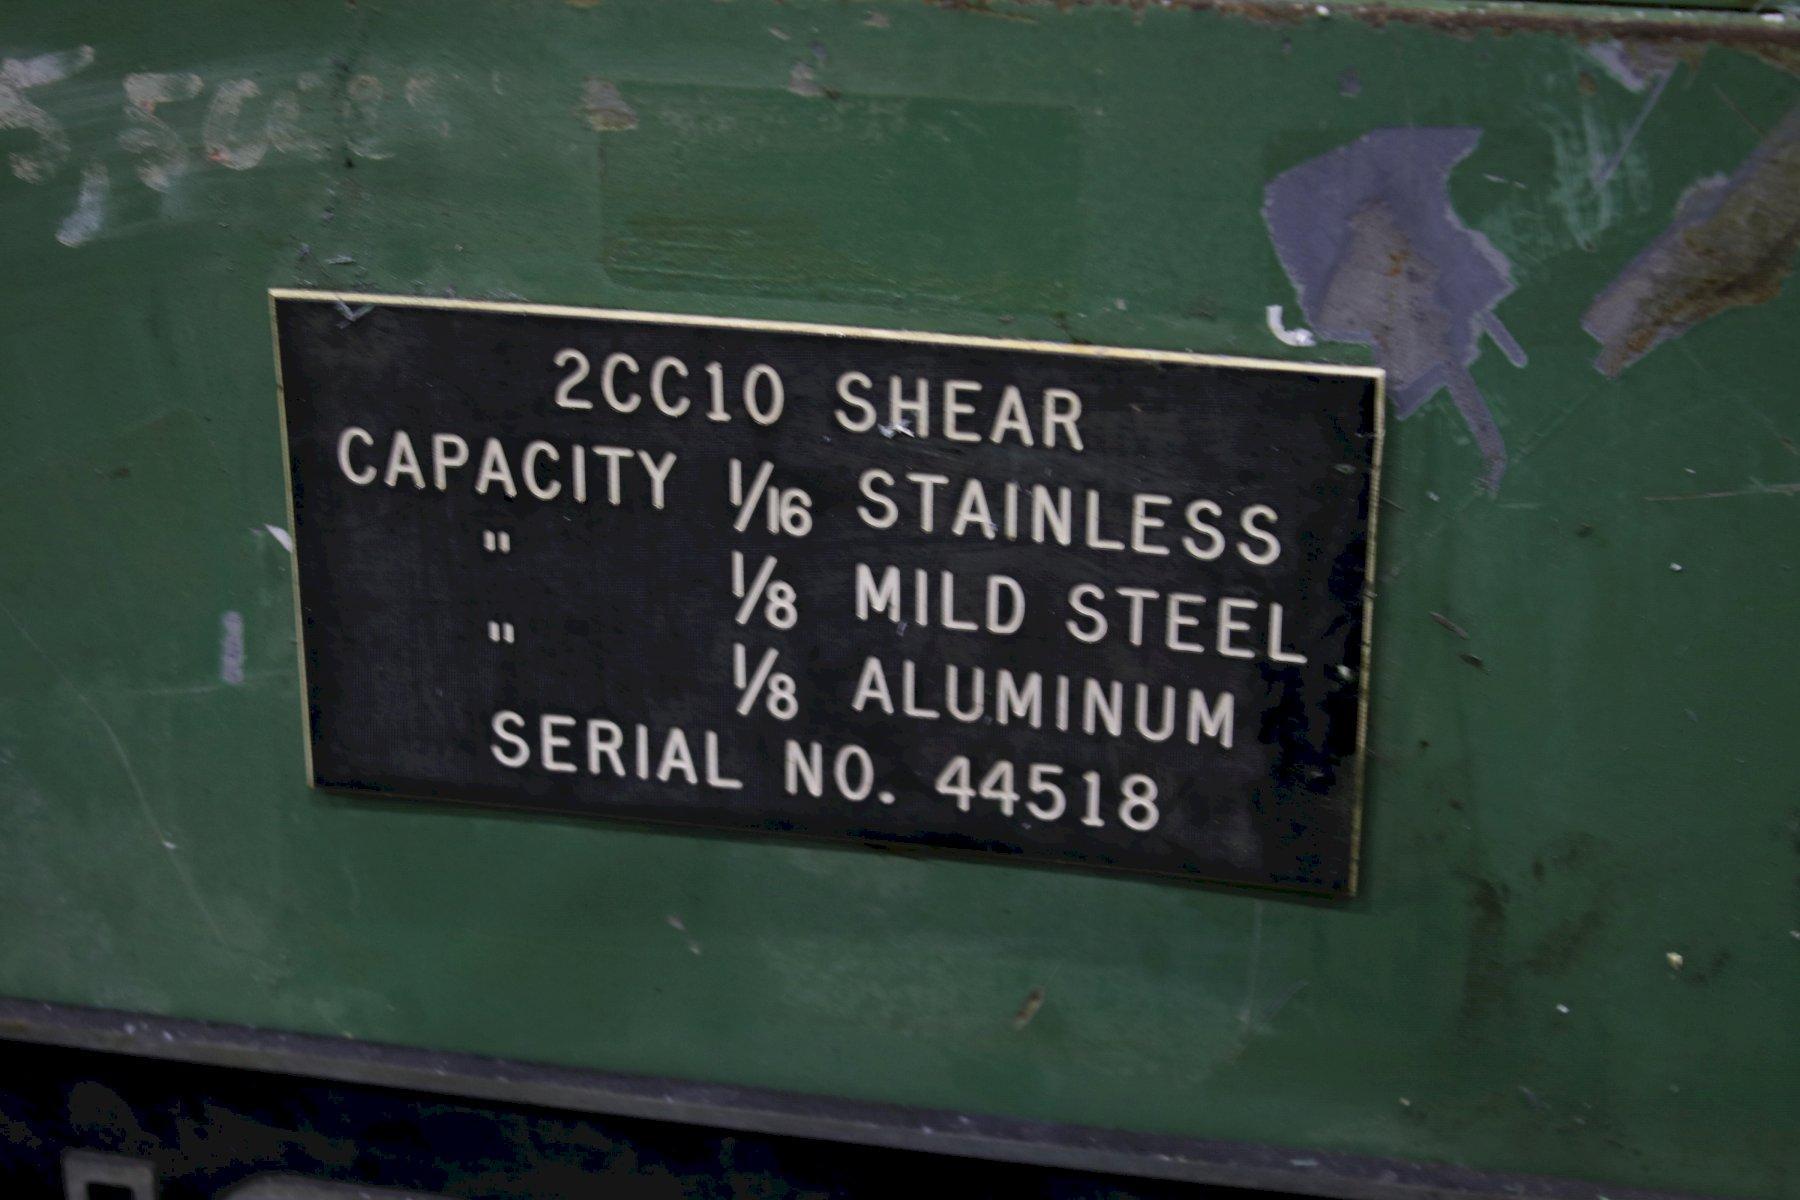 2CC10 SHEAR
CAPACITY 1/16 STAINLESS
" 1/8 MILD STEEL
" 1/8 ALUMINUM
SERIAL NO. 44518